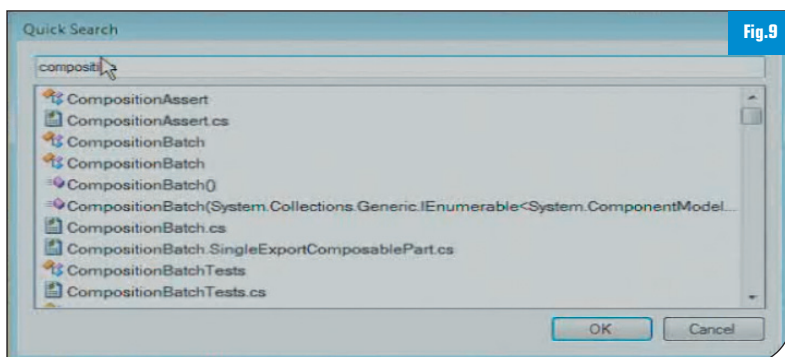 Quick Search
Fig.9
compositi
CompositionAssert
CompositionAssert.cs
CompositionBatch
CompositionBatch
CompositionBatch()
CompositionBatch(System.Collections.Generic.IEnumerable<System.ComponentModel...
CompositionBatch.cs
CompositionBatch.SingleExportComposablePart.cs
CompositionBatchTests
CompositionBatchTests.cs
OK
Cancel